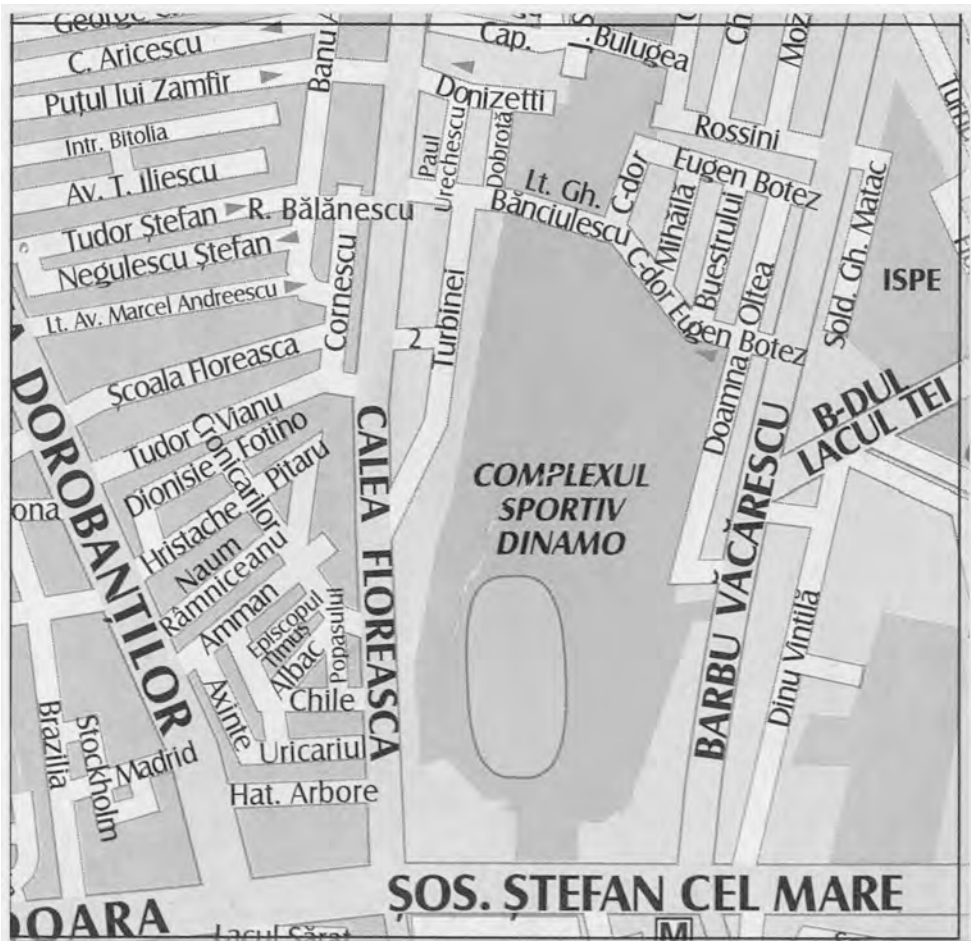 George
C. Aricescu
Puțul lui Zamfir
Intr. Bitolia
Av. T. Iliescu
Tudor Ștefan
R. Bălănescu
Negulescu Ștefan
Lt. Av. Marcel Andreescu
Școala Floreasca
Banu
Cornescu
Cap.
Donizetti
Paul
Urechescu
Dobrotă
J. S.
Bulugea
Ch
Moz
Rossini
Lt. Gh.
Bănciulescu
C-dor
Eugen Botez
Mihăilă
Buestrului
C-dor Eugen Botez
Doamna Oltea
Sold. Gh. Matac
ISPE
B-DUL
LACUL TEI
2
Turbinei
DOROBANȚILOR
Tudor Vianu
Cronicarilor
Dionisie Fotino
Hristache Pitaru
Naum
Râmniceanu
Amman
Episcopul
Timus
Albac
Popasului
Chile
Axinte
Uricariul
Hat. Arbore
ona
Brazilia
Stockholm
Madrid
CALEA FLOREASCA
COMPLEXUL
SPORTIV
DINAMO
BARBU VĂCĂRESCU
Dinu Vintilă
ȘOS. ȘTEFAN CEL MARE
OARA
Lacul Sărat
M